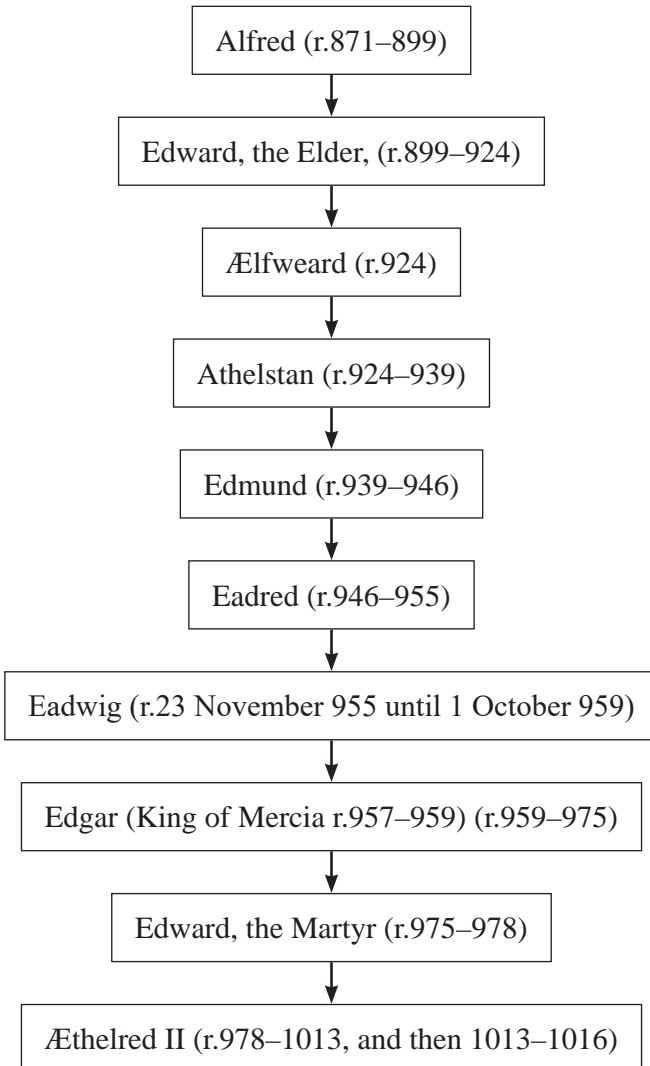 Alfred (r.871–899)
Edward, the Elder, (r.899–924)
Ælfweard (r.924)
Athelstan (r.924–939)
Edmund (r.939–946)
Eadred (r.946–955)
Eadwig (r.23 November 955 until 1 October 959)
Edgar (King of Mercia r.957–959) (r.959–975)
Edward, the Martyr (r.975–978)
Æthelred II (r.978–1013, and then 1013–1016)